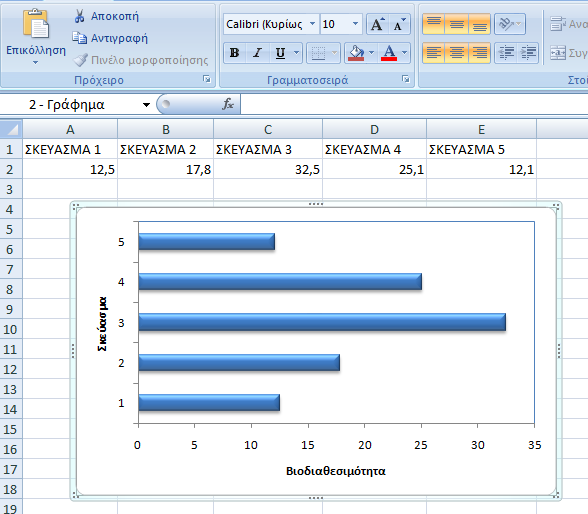 Αποκοπή
Αντιγραφή
Πινέλο μορφοποίησης
Επικόλληση
Πρόχειρο
Calibri (Κυρίως 10 A A
B I U A
Γραμματοσειρά
Ανα
Συγ
Στοί
2 - Γράφημα fx
A B C D E
1 ΣΚΕΥΑΣΜΑ 1 ΣΚΕΥΑΣΜΑ 2 ΣΚΕΥΑΣΜΑ 3 ΣΚΕΥΑΣΜΑ 4 ΣΚΕΥΑΣΜΑ 5
2 12,5 17,8 32,5 25,1 12,1
3
4
5
6
7
8
9
10
11
12
13
14
15
16
17
18
19
Σκεύασμα
5
4
3
2
1
0 5 10 15 20 25 30 35
Βιοδιαθεσιμότητα